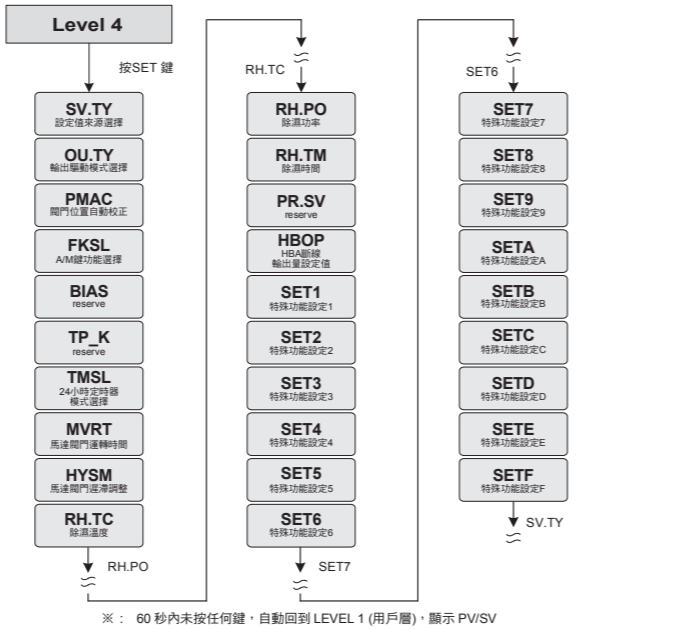 Level 4
按SET 鍵
SV.TY
設定值來源選擇
OU.TY
輸出驅動模式選擇
PMAC
閥門位置自動校正
FKSL
A/M鍵功能選擇
BIAS
reserve
TP_K
reserve
TMSL
24小時定時器
模式選擇
MVRT
馬達閥門運轉時間
HYSM
馬達閥門遲滯調整
RH.TC
除濕溫度
RH.PO
RH.TC
RH.PO
除濕功率
RH.TM
除濕時間
PR.SV
reserve
HBOP
HBA斷線
輸出量設定值
SET1
特殊功能設定1
SET2
特殊功能設定2
SET3
特殊功能設定3
SET4
特殊功能設定4
SET5
特殊功能設定5
SET6
特殊功能設定6
SET7
SET6
SET7
特殊功能設定7
SET8
特殊功能設定8
SET9
特殊功能設定9
SETA
特殊功能設定A
SETB
特殊功能設定B
SETC
特殊功能設定C
SETD
特殊功能設定D
SETE
特殊功能設定E
SETF
特殊功能設定F
SV.TY
※： 60 秒內未按任何鍵，自動回到 LEVEL 1 (用戶層)，顯示 PV/SV